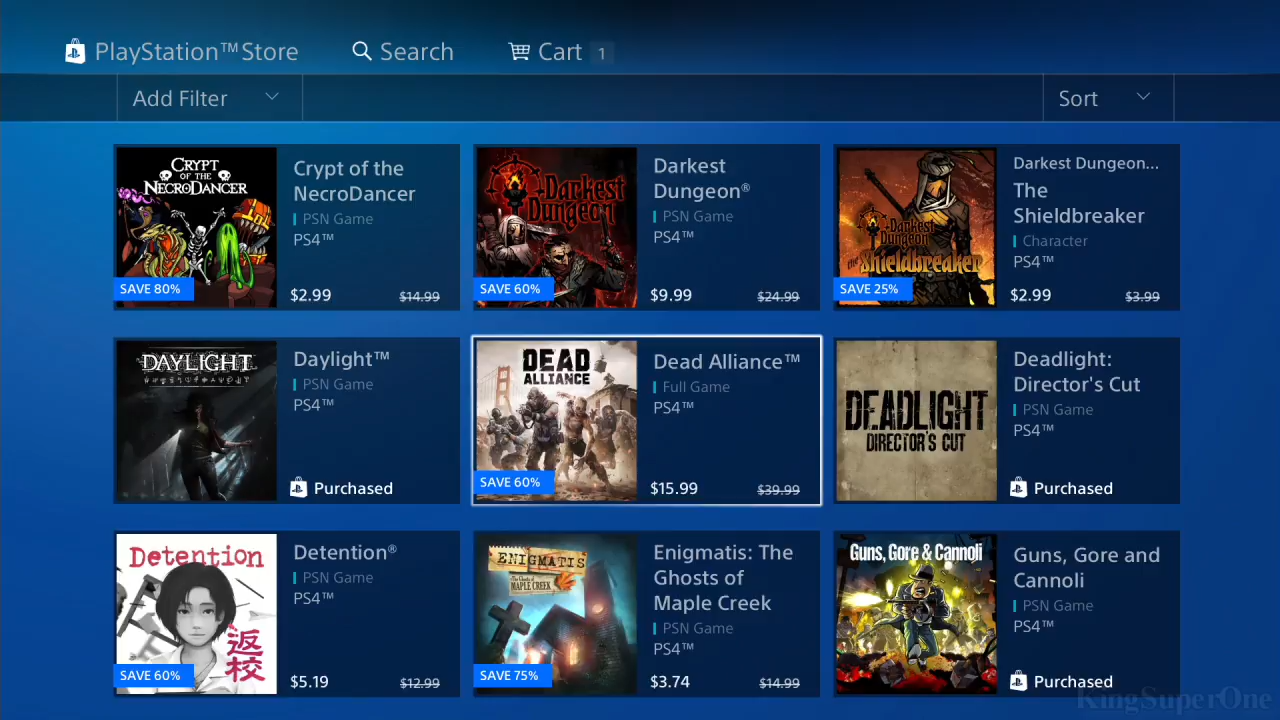 PlayStation™Store
Search
Cart 1
Add Filter
Sort
CRYPT
OF THE
NECRODANCER
SAVE 80%
Crypt of the
NecroDancer
PSN Game
PS4™
$2.99 $14.99
Darkest
Dungeon
SAVE 60%
Darkest
Dungeon®
PSN Game
PS4™
$9.99 $24.99
Darkest
Dungeon
the Shieldbreaker
SAVE 25%
Darkest Dungeon...
The
Shieldbreaker
Character
PS4™
$2.99 $3.99
DAYLIGHT
Daylight™
PSN Game
PS4™
Purchased
DEAD
ALLIANCE
SAVE 60%
Dead Alliance™
Full Game
PS4™
$15.99 $39.99
DEADLIGHT
DIRECTOR'S CUT
Deadlight:
Director's Cut
PSN Game
PS4™
Purchased
Detention
返
校
SAVE 60%
Detention®
PSN Game
PS4™
$5.19 $12.99
ENIGMATIS
The Ghosts of
MAPLE CREEK
SAVE 75%
Enigmatis: The
Ghosts of
Maple Creek
PSN Game
PS4™
$3.74 $14.99
Guns, Gore & Cannoli
Guns, Gore and
Cannoli
PSN Game
PS4™
Purchased
KingSuperOne